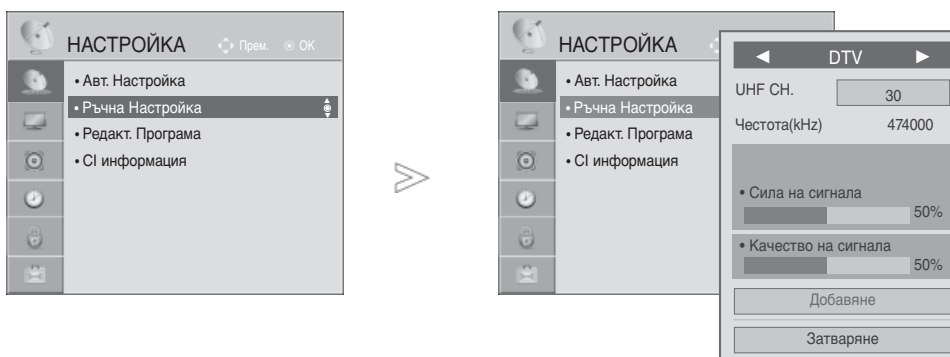 НАСТРОЙКА Прем. OK
• Авт. Настройка
• Ръчна Настройка
• Редакт. Програма
• CI информация
НАСТРОЙКА
• Авт. Настройка
• Ръчна Настройка
• Редакт. Програма
• CI информация
◄ DTV ►
UHF CH. 30
Честота(kHz) 474000
• Сила на сигнала
50%
• Качество на сигнала
50%
Добавяне
Затваряне